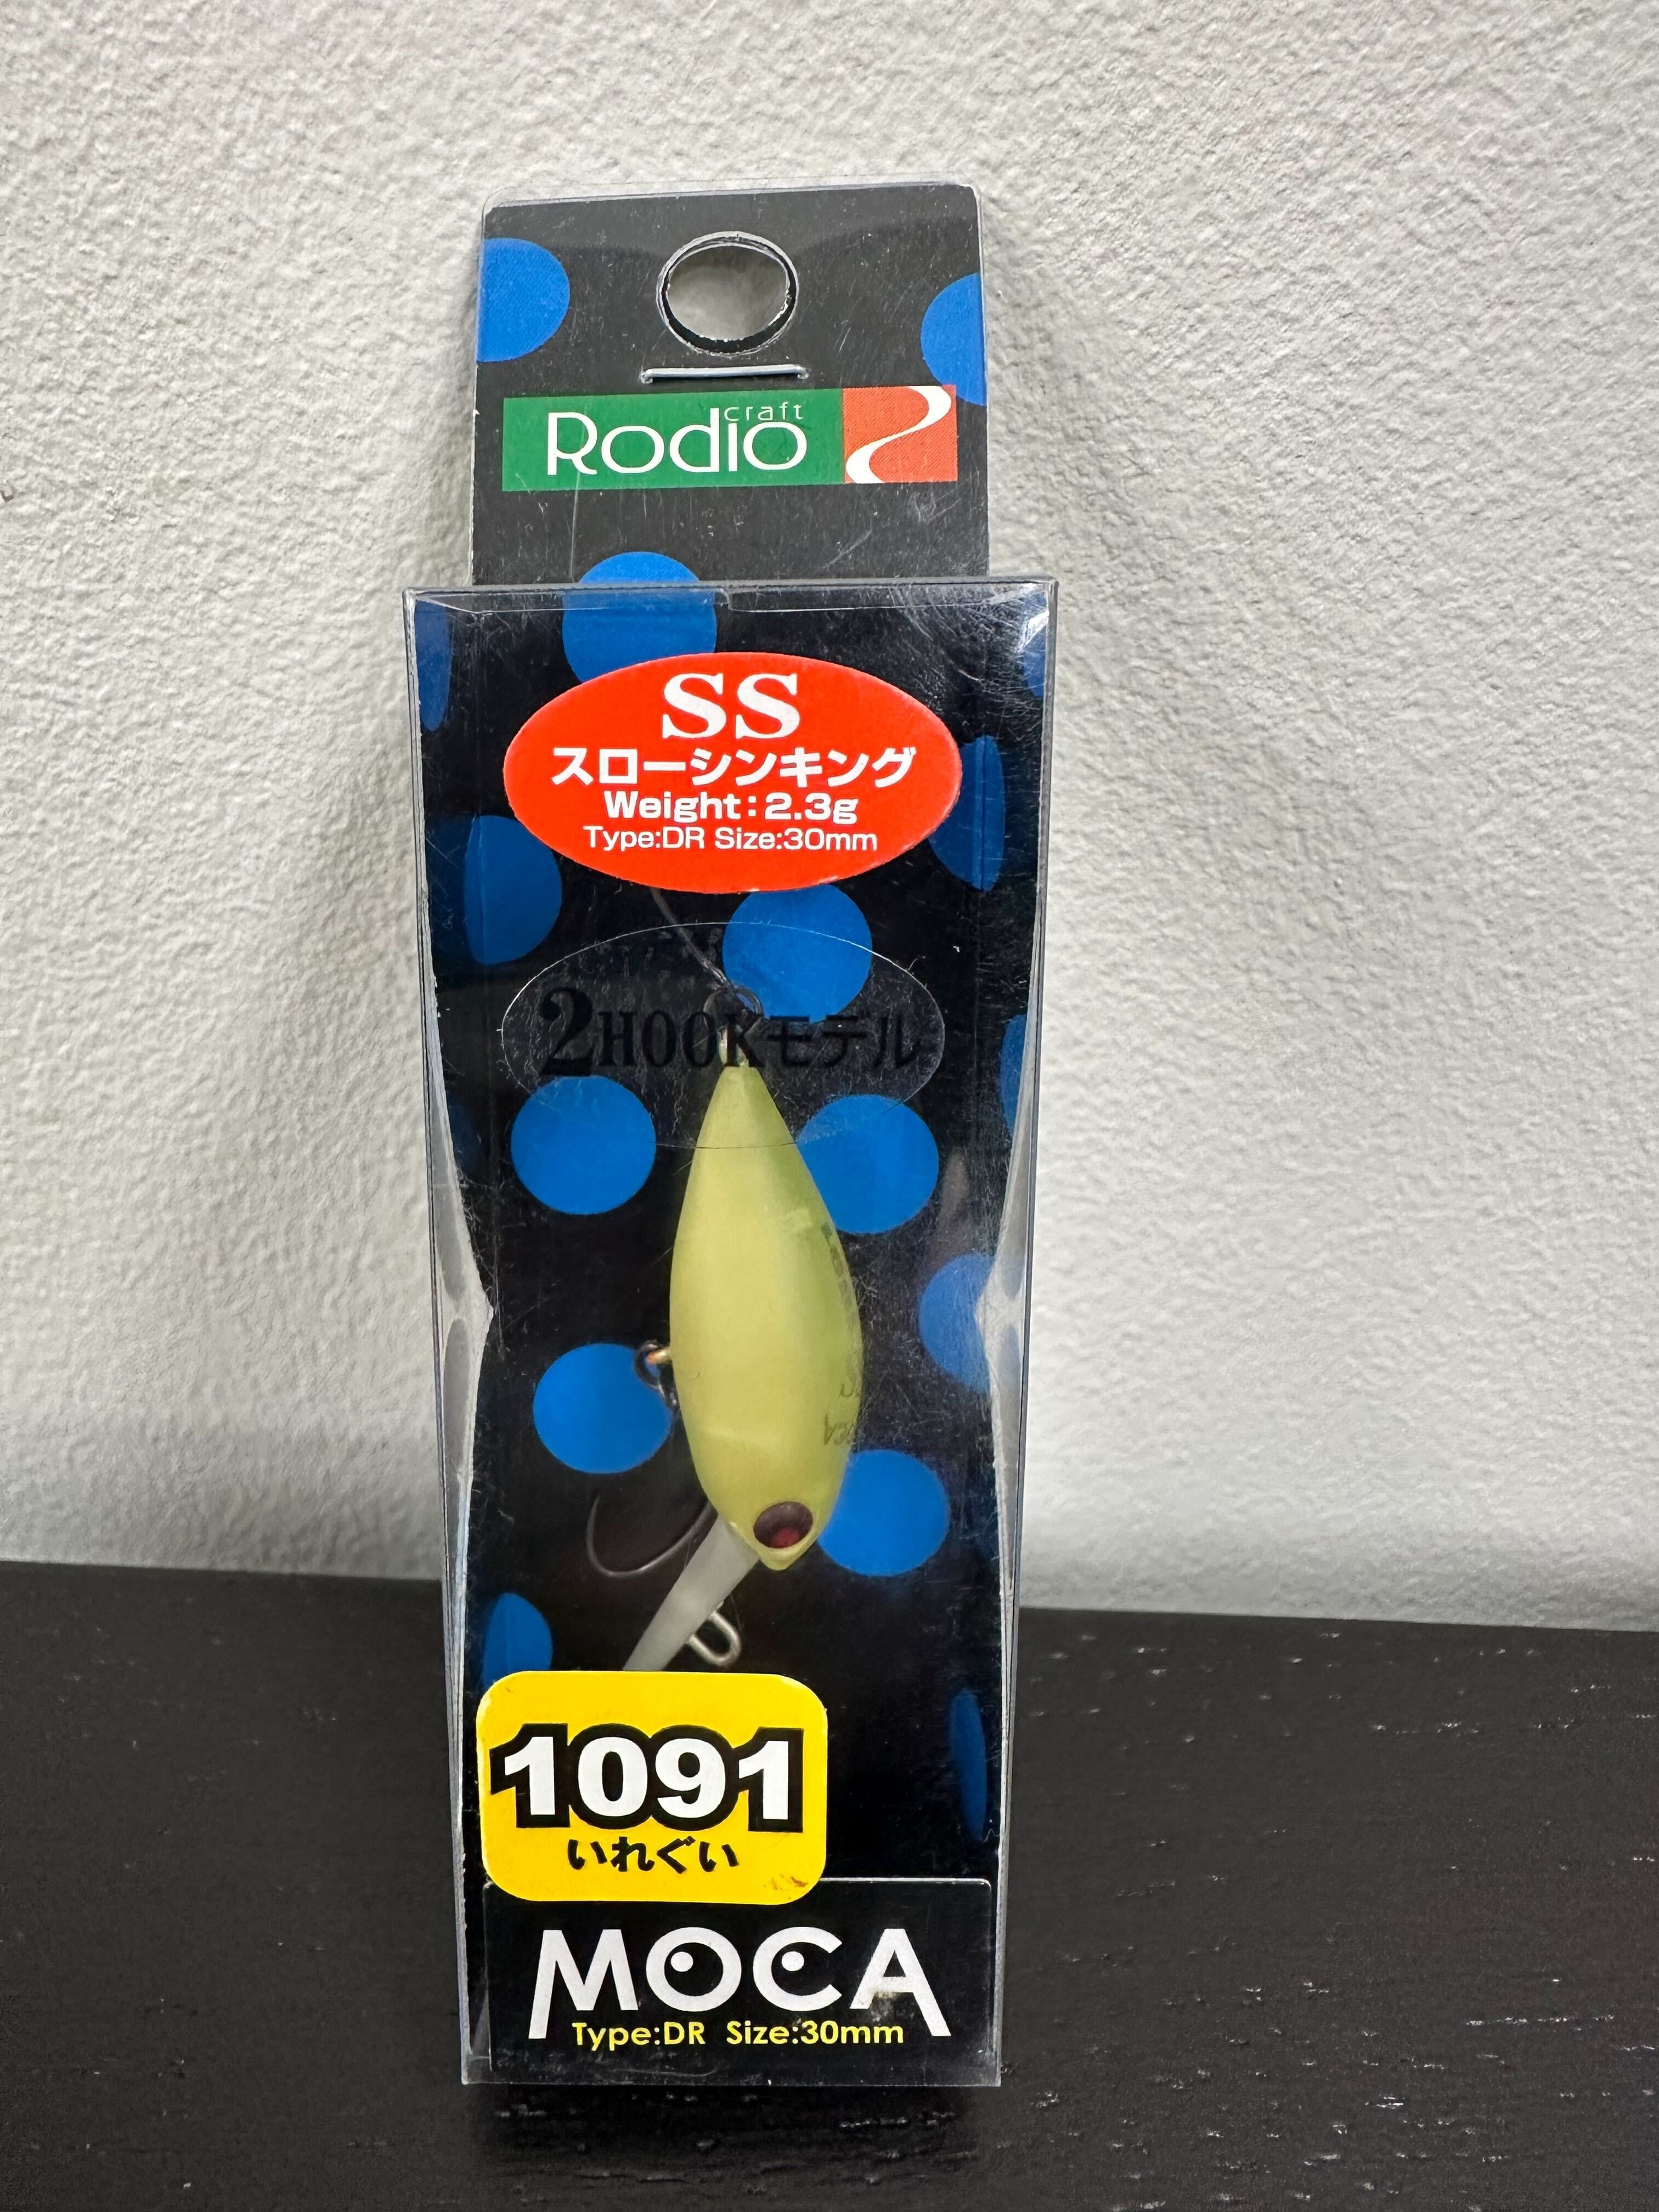 Rodio craft
SS
スローシンキング
Weight:2.3g
Type:DR Size:30mm
2HOOKモデル
1091
いれぐい
MOCA
Type:DR Size:30mm